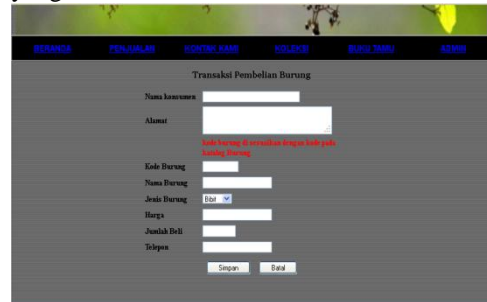 BERANDA PENJUALAN KONTAK KAMI KOLEKSI BUKU TAMU ADMIN
Transaksi Pembelian Burung
Nama konsumen
Alamat
kode burung di sesuaikan dengan kode pada
katalog Burung
Kode Burung
Nama Burung
Jenis Burung Bibit
Harga
Jumlah Beli
Telepon
Simpan Batal